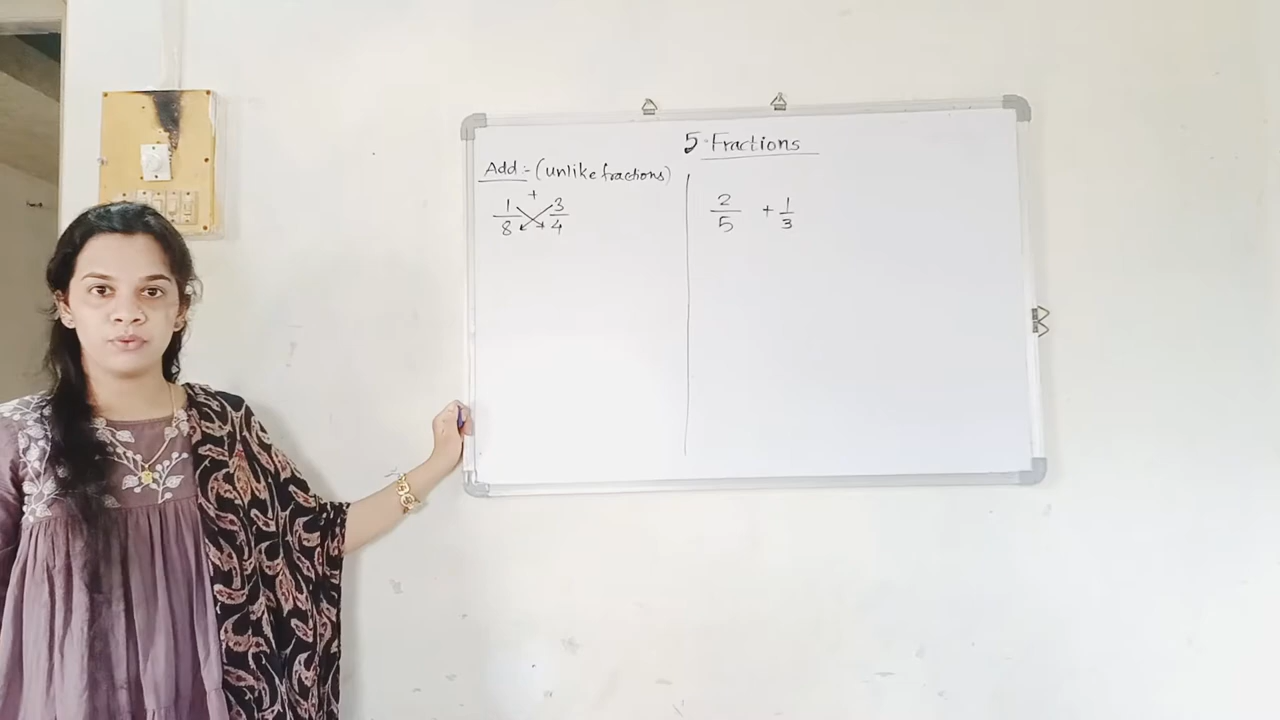 5. Fractions
Add:- (unlike fractions)
1/8 + 3/4
2/5 + 1/3